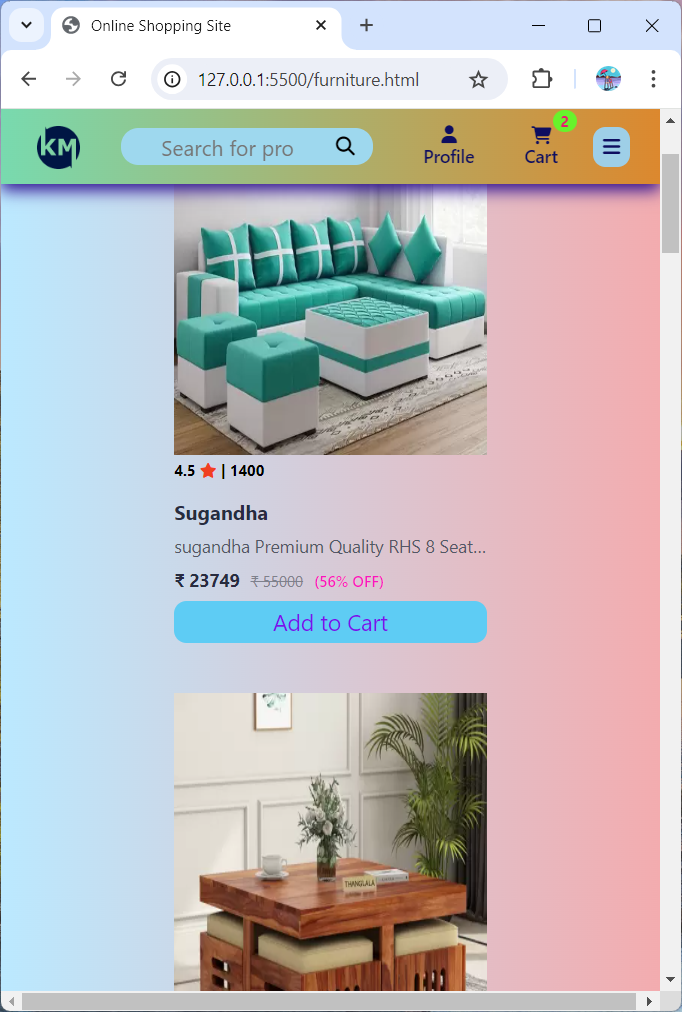 Online Shopping Site
127.0.0.1:5500/furniture.html
KM
Search for pro
Profile
2
Cart
4.5 | 1400
Sugandha
sugandha Premium Quality RHS 8 Seat...
₹ 23749 ₹ 55000 (56% OFF)
Add to Cart
THANGLALA